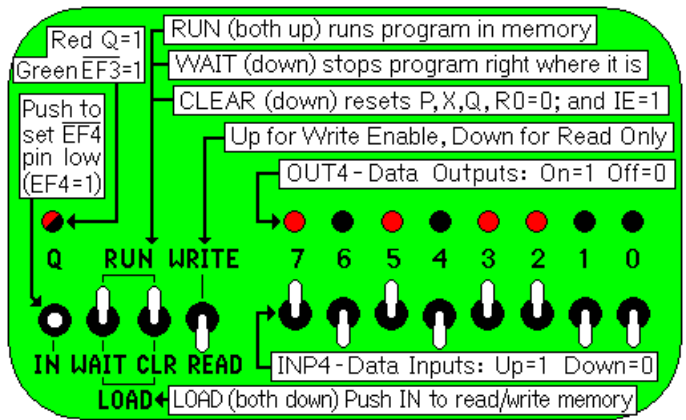 RUN (both up) runs program in memory
Red Q=1
Green EF3=1
WAIT (down) stops program right where it is
CLEAR (down) resets P,X,Q, R0=0; and IE=1
Push to
set EF4
pin low
(EF4=1)
Up for Write Enable, Down for Read Only
OUT4-Data Outputs: On=1 Off=0
Q RUN WRITE 7 6 5 4 3 2 1 0
IN WAIT CLR READ
INP4-Data Inputs: Up=1 Down=0
LOAD
LOAD (both down) Push IN to read/write memory